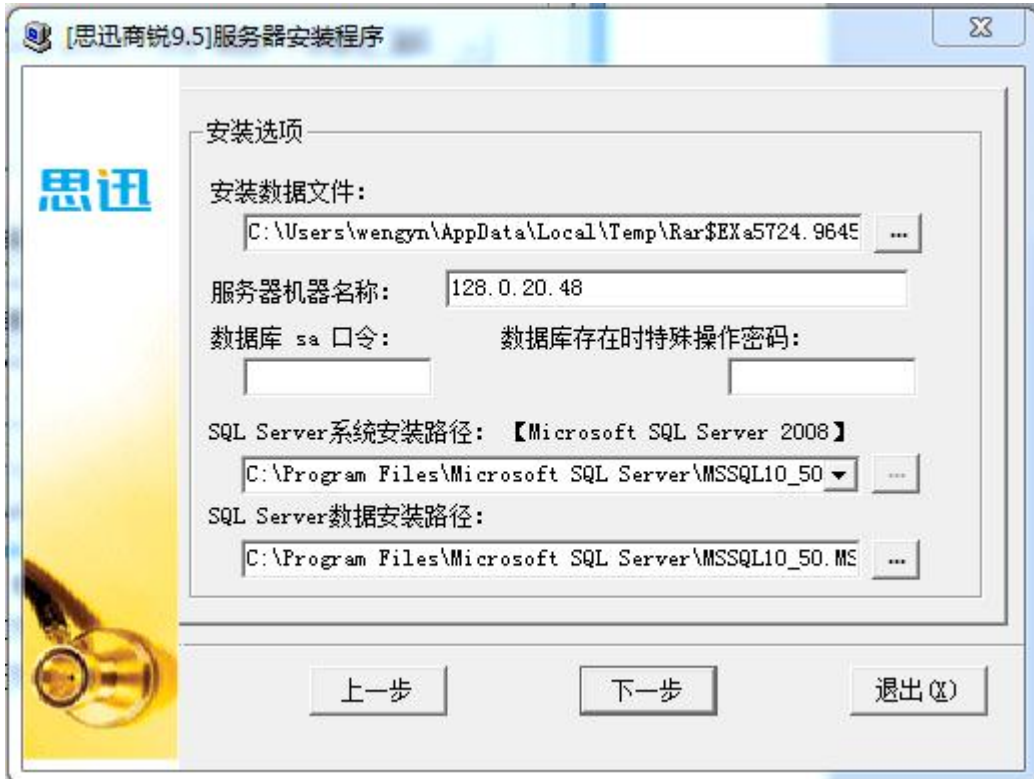 [思迅商锐9.5]服务器安装程序
思迅
安装选项
安装数据文件:
C:\Users\wengyn\AppData\Local\Temp\Rar$EXa5724.9645
...
服务器机器名称:
128.0.20.48
数据库 sa 口令:
数据库存在时特殊操作密码:
SQL Server系统安装路径: 【Microsoft SQL Server 2008】
C:\Program Files\Microsoft SQL Server\MSSQL10_50
...
SQL Server数据安装路径:
C:\Program Files\Microsoft SQL Server\MSSQL10_50.MS
...
上一步
下一步
退出(X)